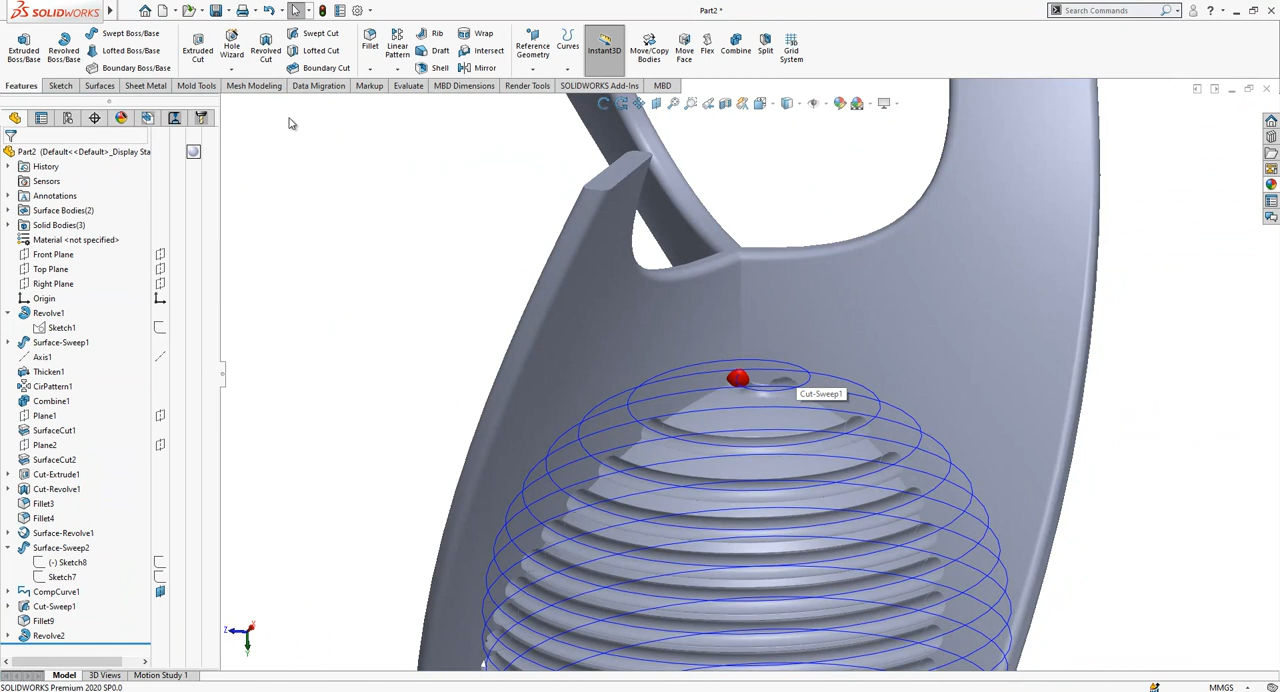 SOLIDWORKS
Part2 *
Search Commands
Extruded Boss/Base
Revolved Boss/Base
Swept Boss/Base
Lofted Boss/Base
Boundary Boss/Base
Extruded Cut
Hole Wizard
Revolved Cut
Swept Cut
Lofted Cut
Boundary Cut
Fillet
Linear Pattern
Rib
Draft
Shell
Wrap
Intersect
Mirror
Reference Geometry
Curves
Instant3D
Move/Copy Bodies
Move Face
Flex
Combine
Split
Grid System
Features
Sketch
Surfaces
Sheet Metal
Mold Tools
Mesh Modeling
Data Migration
Markup
Evaluate
MBD Dimensions
Render Tools
SOLIDWORKS Add-Ins
MBD
Part2 (Default<<Default>_Display Sta
History
Sensors
Annotations
Surface Bodies(2)
Solid Bodies(3)
Material <not specified>
Front Plane
Top Plane
Right Plane
Origin
Revolve1
Sketch1
Surface-Sweep1
Axis1
Thicken1
CirPattern1
Combine1
Plane1
SurfaceCut1
Plane2
SurfaceCut2
Cut-Extrude1
Cut-Revolve1
Fillet3
Fillet4
Surface-Revolve1
Surface-Sweep2
(-) Sketch8
Sketch7
CompCurve1
Cut-Sweep1
Fillet9
Revolve2
Cut-Sweep1
Z
X
Y
Model
3D Views
Motion Study 1
SOLIDWORKS Premium 2020 SP0.0
MMGS